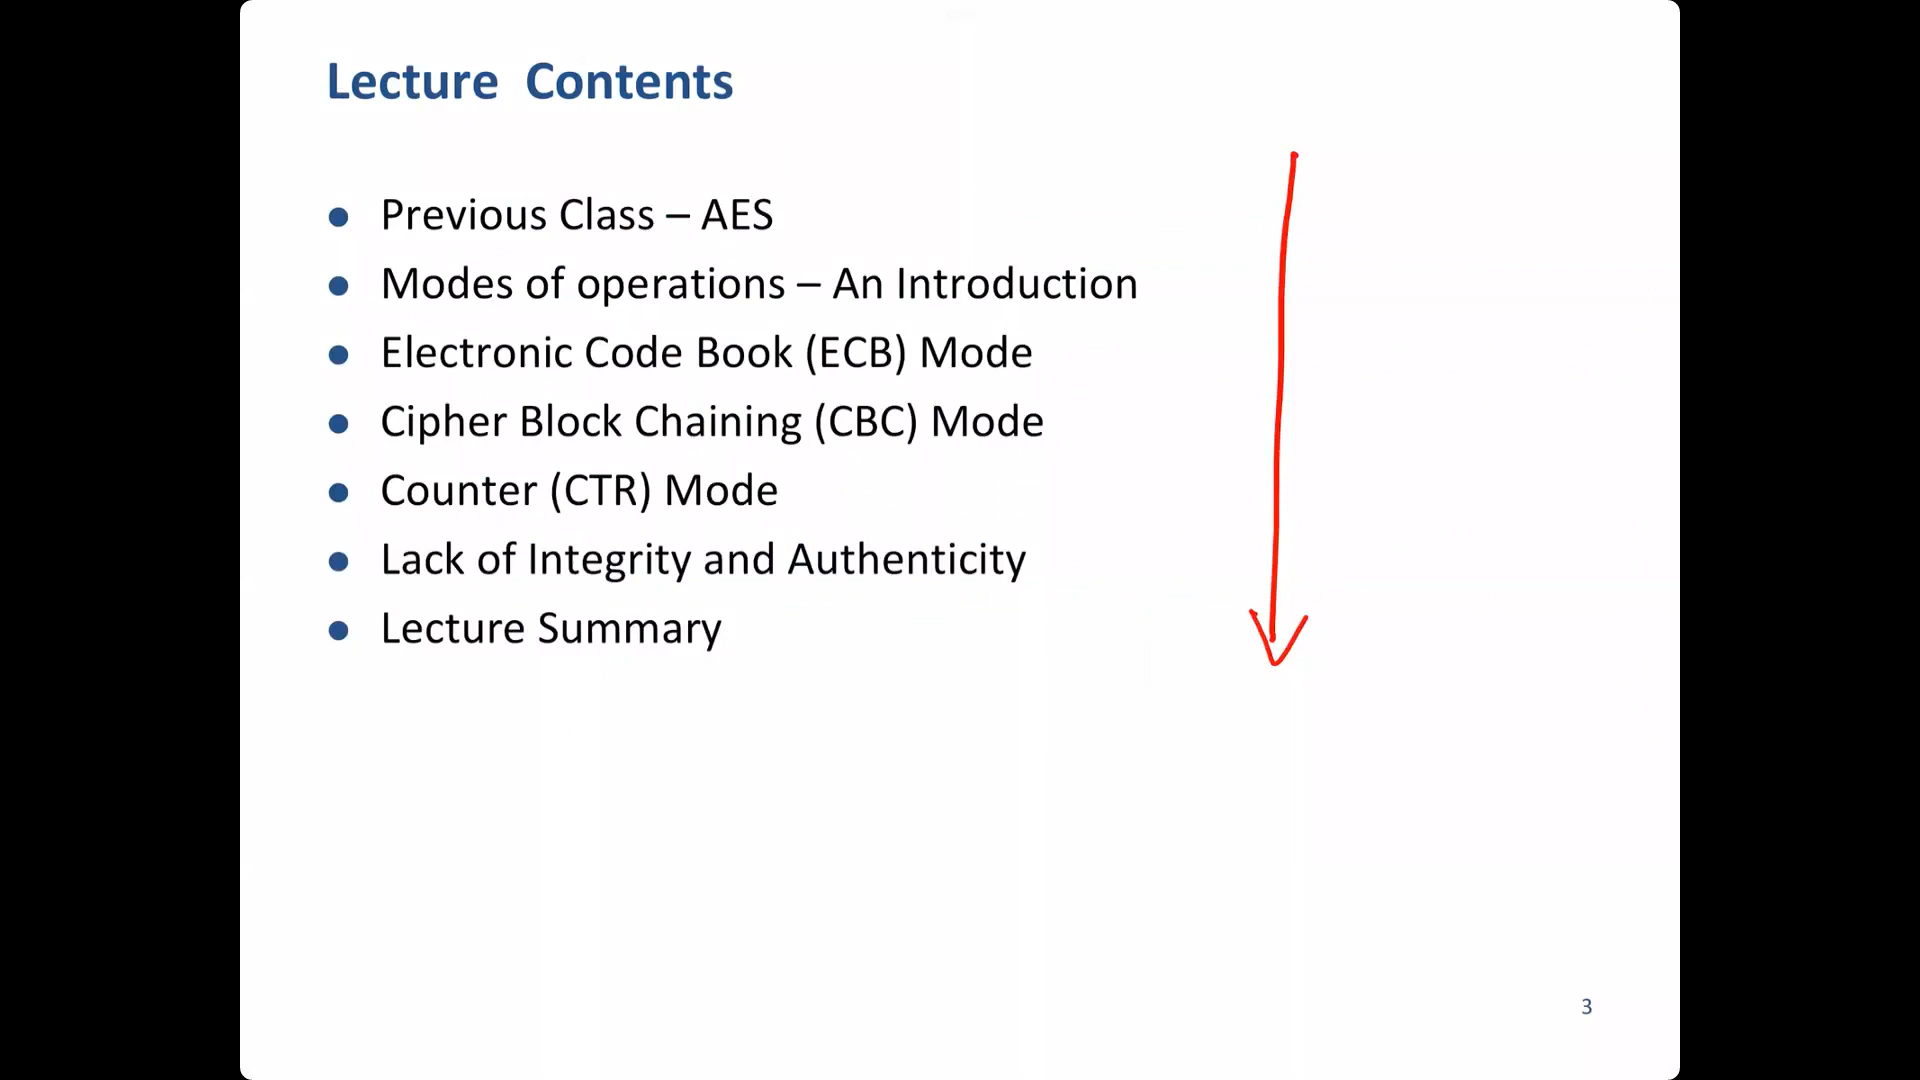 Lecture Contents
● Previous Class – AES
● Modes of operations – An Introduction
● Electronic Code Book (ECB) Mode
● Cipher Block Chaining (CBC) Mode
● Counter (CTR) Mode
● Lack of Integrity and Authenticity
● Lecture Summary
3